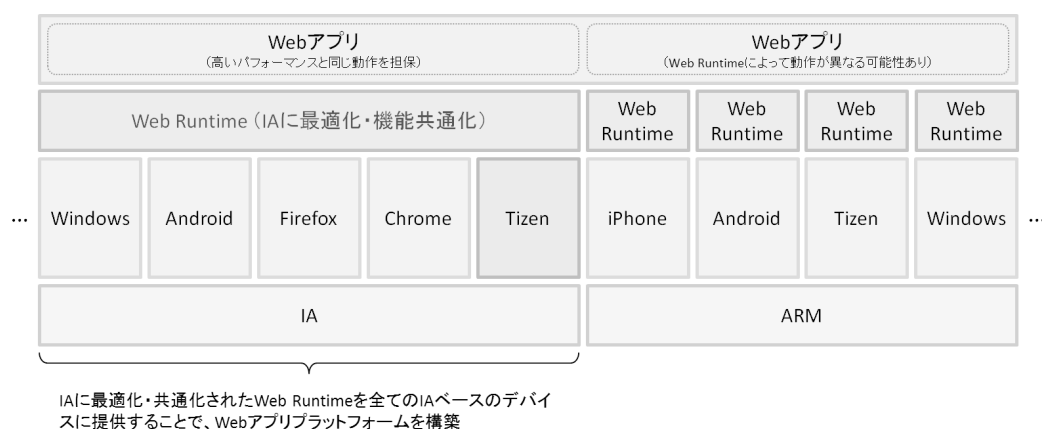 Webアプリ
（高いパフォーマンスと同じ動作を担保）
Webアプリ
（Web Runtimeによって動作が異なる可能性あり）
Web Runtime（IAに最適化・機能共通化）
Web
Runtime
Web
Runtime
Web
Runtime
Web
Runtime
…
Windows
Android
Firefox
Chrome
Tizen
iPhone
Android
Tizen
Windows
…
IA
ARM
IAに最適化・共通化されたWeb Runtimeを全てのIAベースのデバイ
スに提供することで、Webアプリプラットフォームを構築